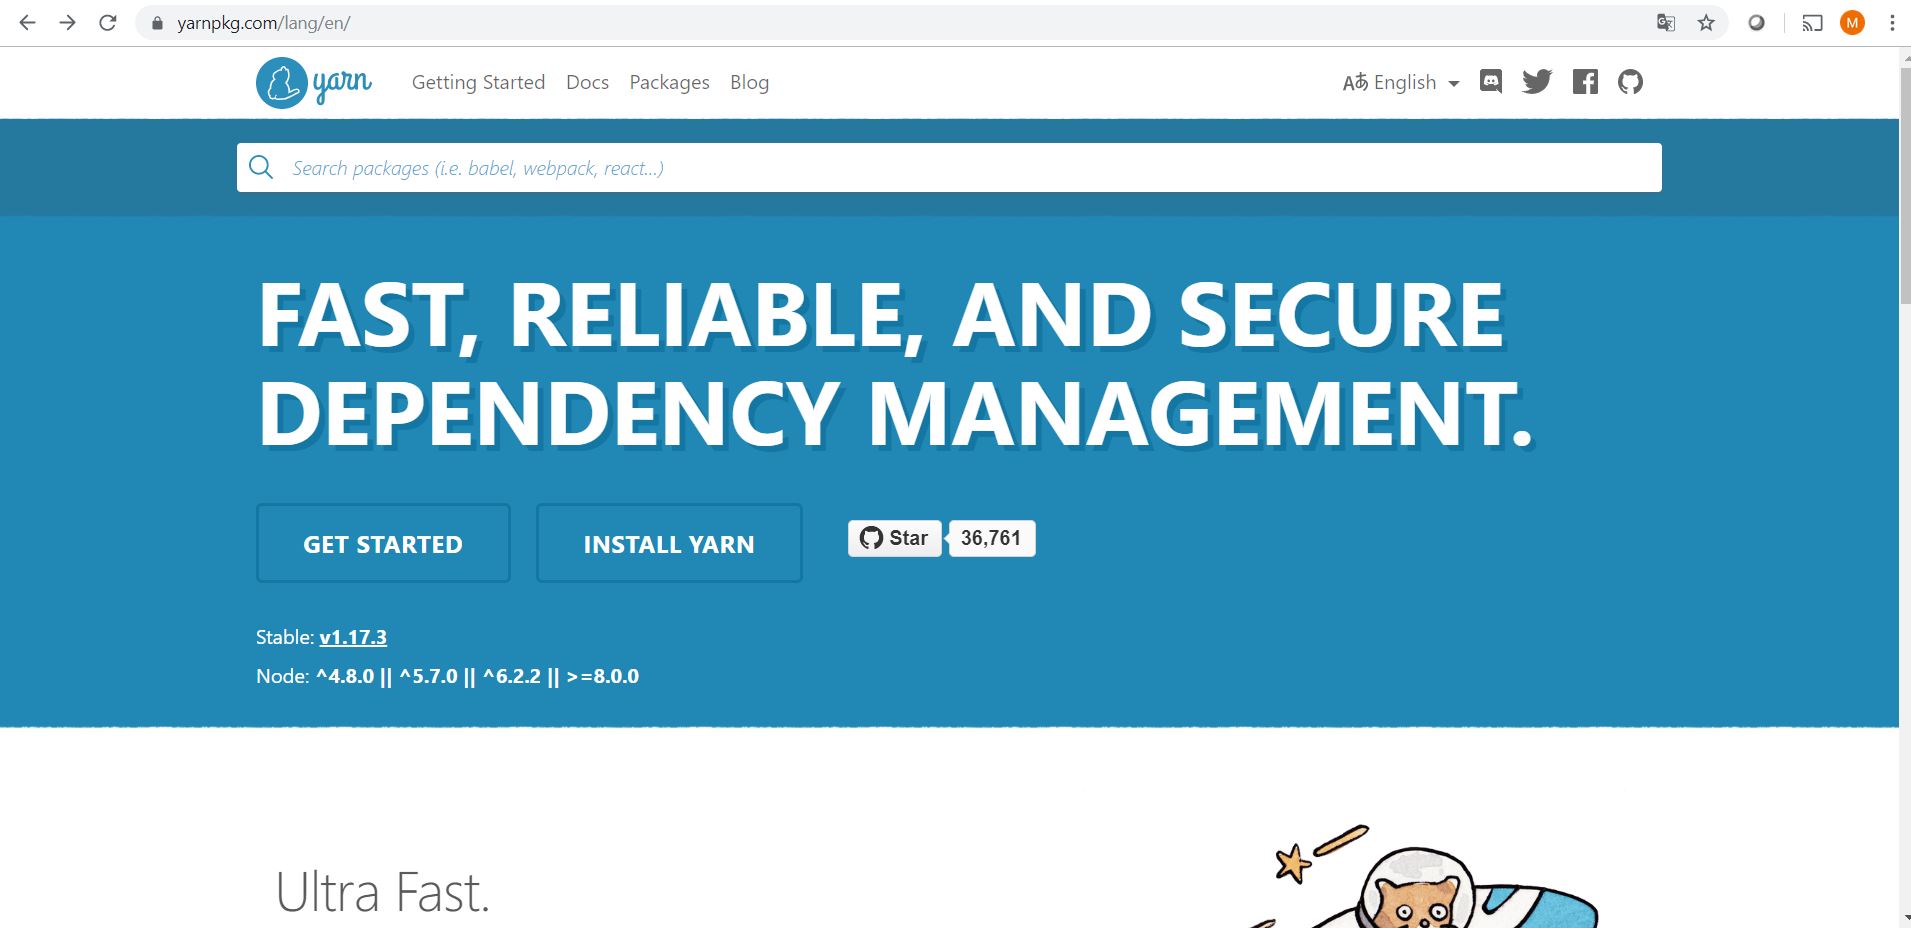 yarnpkg.com/lang/en/
M
yarn
Getting Started Docs Packages Blog
Aあ English
Search packages (i.e. babel, webpack, react...)
FAST, RELIABLE, AND SECURE
DEPENDENCY MANAGEMENT.
GET STARTED
INSTALL YARN
Star 36,761
Stable: v1.17.3
Node: ^4.8.0 || ^5.7.0 || ^6.2.2 || >=8.0.0
Ultra Fast.